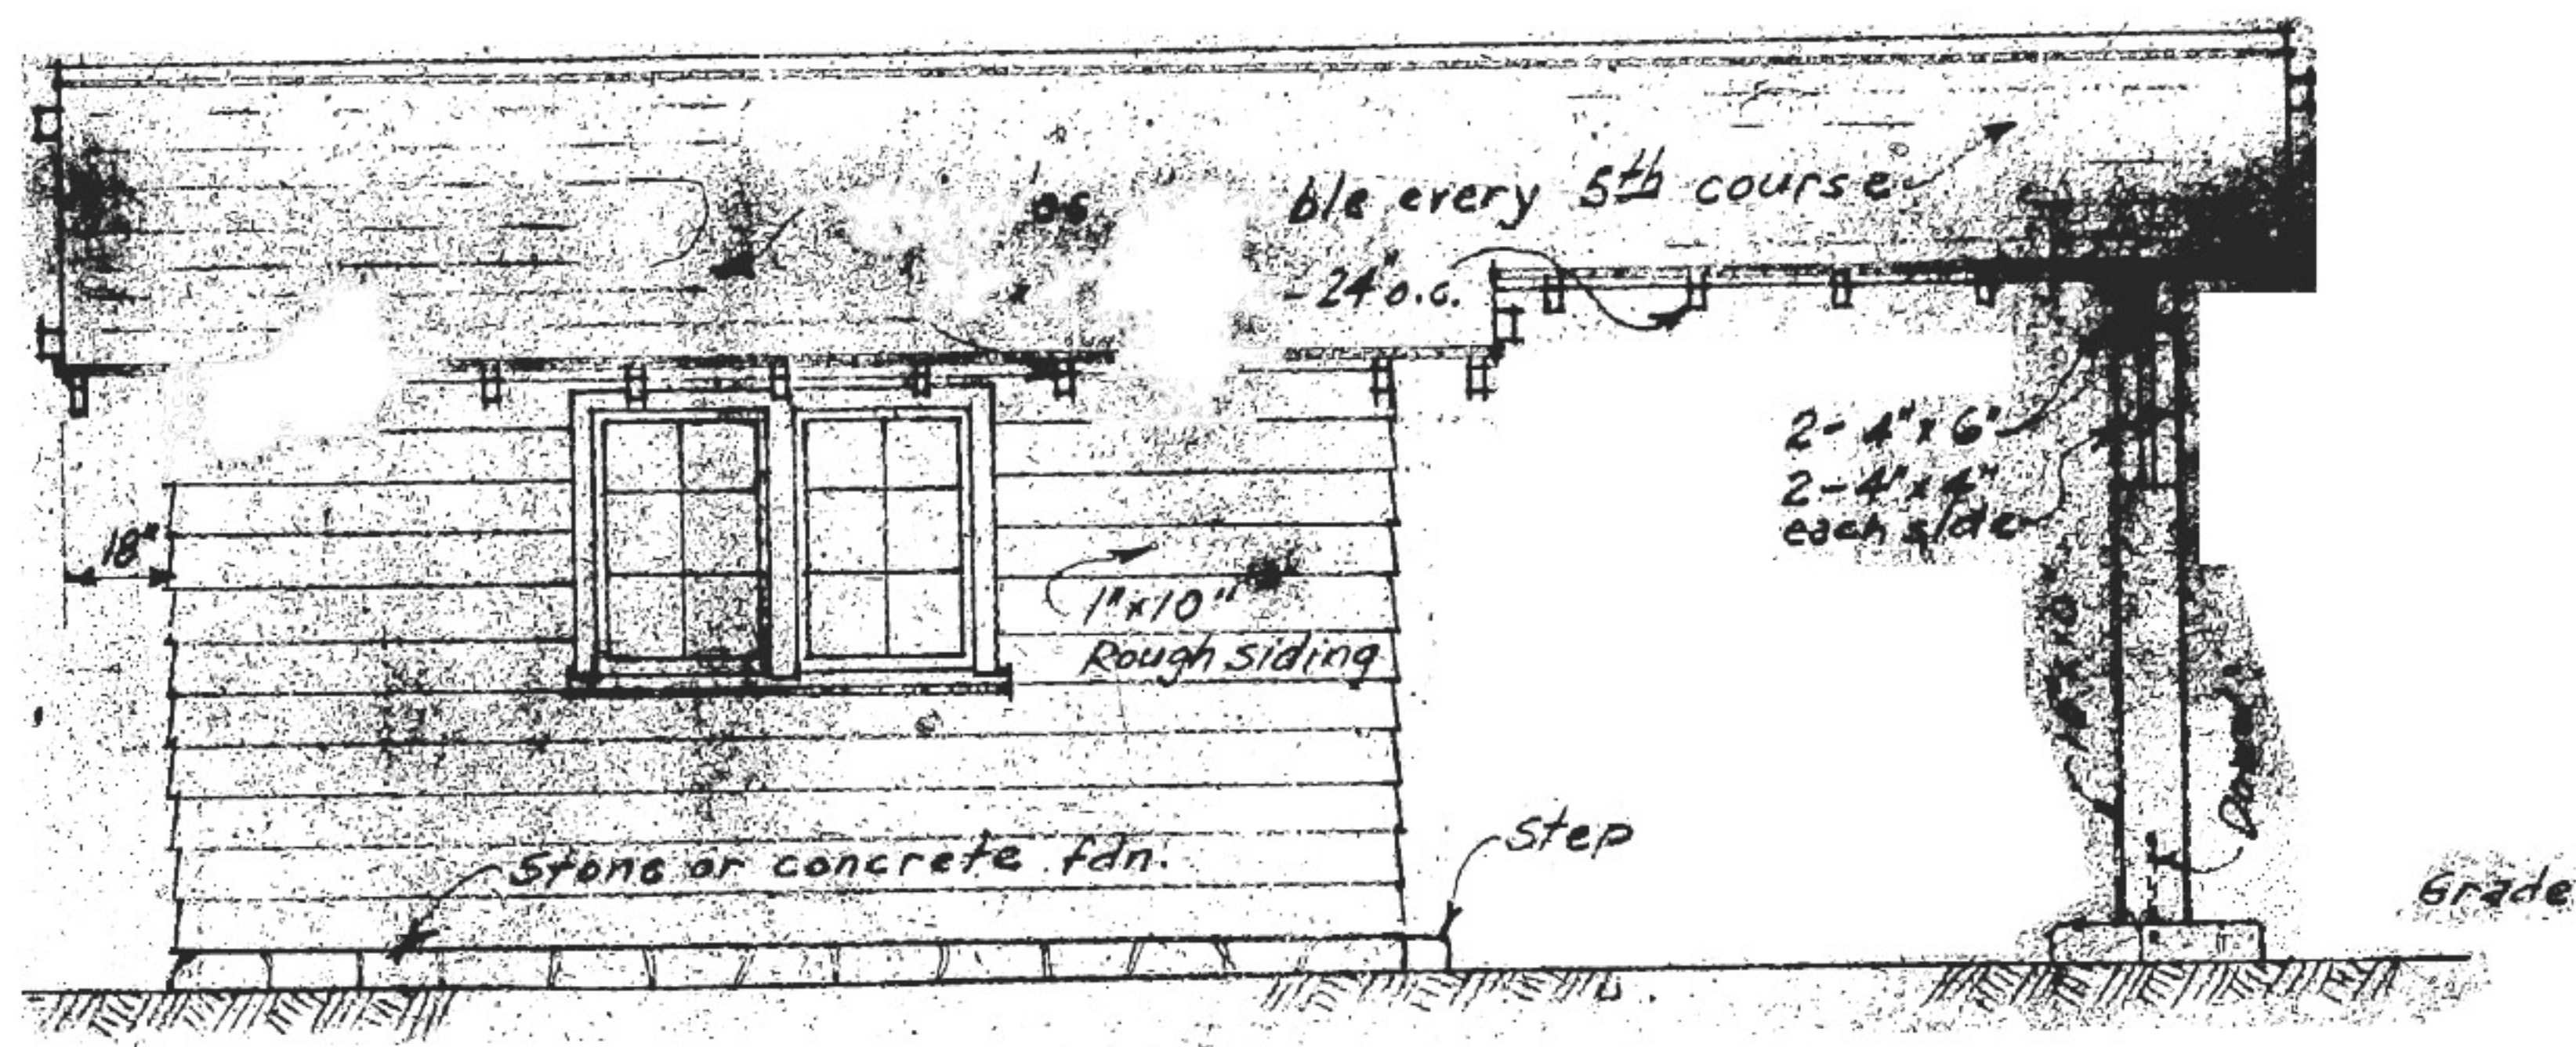 ble every 5th course
-24" o.c.
2-4"x6"
2-4"x4"
each side
18"
1"x10"
Rough siding
Stone or concrete fdn.
Step
Dowel
Grade